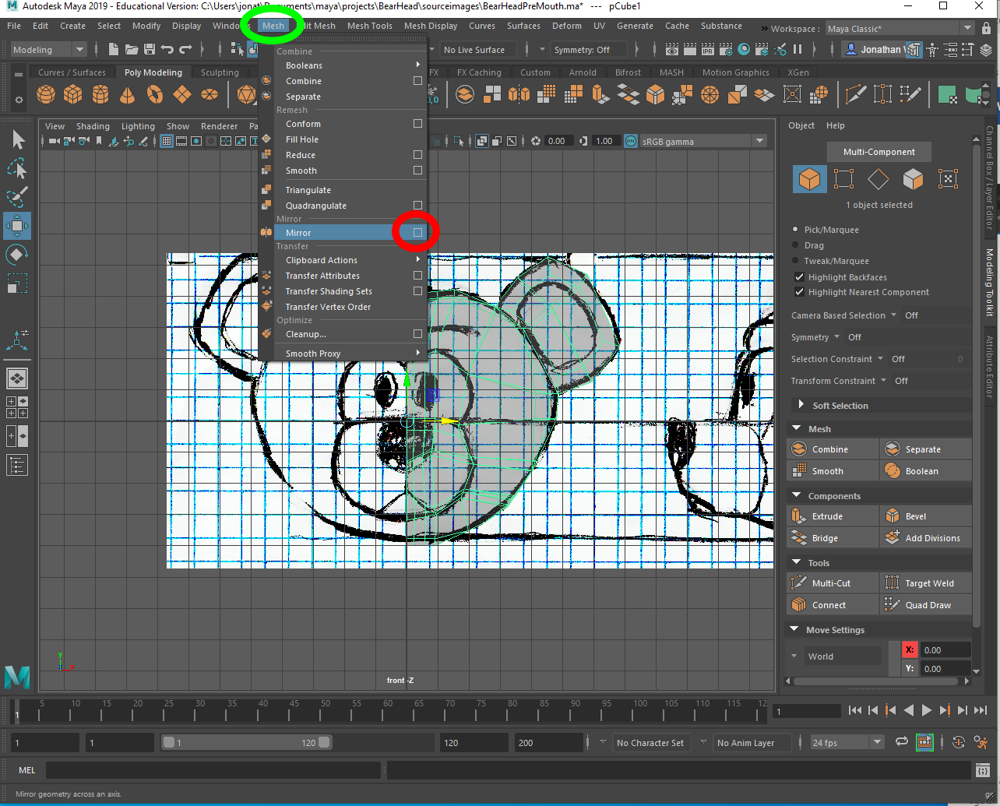 Autodesk Maya 2019 - Educational Version: C:\Users\jonat\Documents\maya\projects\BearHead\sourceimages\BearHeadPreMouth.ma* --- pCube1
File Edit Create Select Modify Display Windows Mesh Edit Mesh Mesh Tools Mesh Display Curves Surfaces Deform UV Generate Cache Substance » Workspace : Maya Classic*
Modeling No Live Surface Symmetry: Off Jonathan
Curves / Surfaces Poly Modeling Sculpting FX FX Caching Custom Arnold Bifrost MASH Motion Graphics XGen
IPR
View Shading Lighting Show Renderer
0.00 1.00 ON sRGB gamma
Combine
Booleans
Combine
Separate
Remesh
Conform
Fill Hole
Reduce
Smooth
Triangulate
Quadrangulate
Mirror
Mirror
Transfer
Clipboard Actions
Transfer Attributes
Transfer Shading Sets
Transfer Vertex Order
Optimize
Cleanup...
Smooth Proxy
Object Help
Multi-Component
1 object selected
Pick/Marquee
Drag
Tweak/Marquee
Highlight Backfaces
Highlight Nearest Component
Camera Based Selection Off
Symmetry Off
Selection Constraint Off 0
Transform Constraint Off
Soft Selection
Mesh
Combine Separate
Smooth Boolean
Components
Extrude Bevel
Bridge Add Divisions
Tools
Multi-Cut Target Weld
Connect Quad Draw
Move Settings
World X: 0.00
Y: 0.00
Channel Box / Layer Editor
Modeling Toolkit
Attribute Editor
y
z x
front -Z
5 10 15 20 25 30 35 40 45 50 55 60 65 70 75 80 85 90 95 100 105 110 115 12
1 1
1 1 1 120 120 200 No Character Set No Anim Layer 24 fps
MEL
Mirror geometry across an axis.